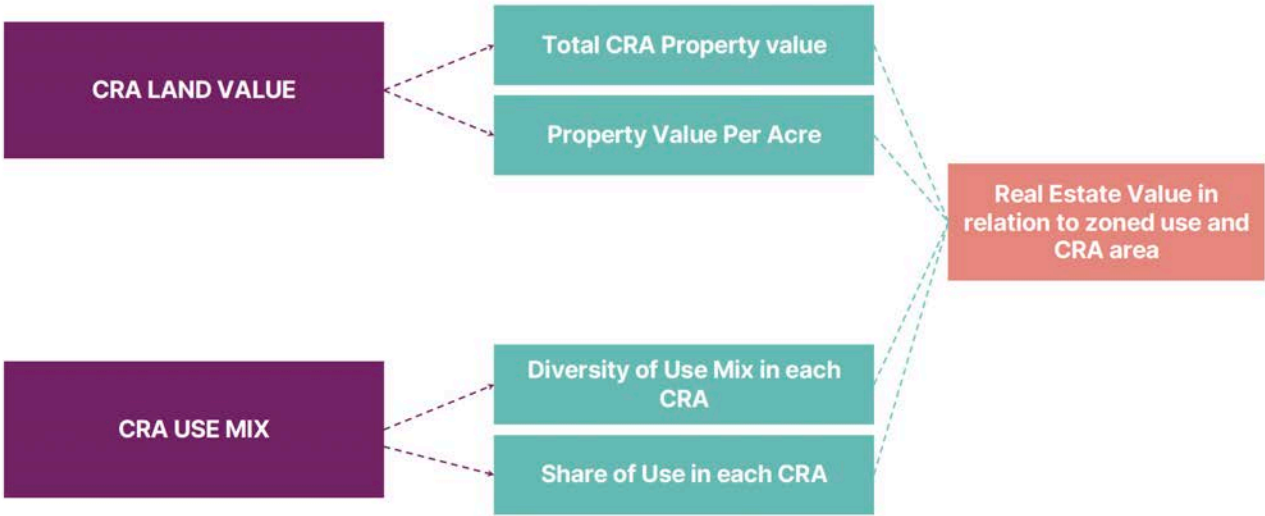 CRA LAND VALUE
Total CRA Property value
Property Value Per Acre
Real Estate Value in
relation to zoned use and
CRA area
CRA USE MIX
Diversity of Use Mix in each
CRA
Share of Use in each CRA